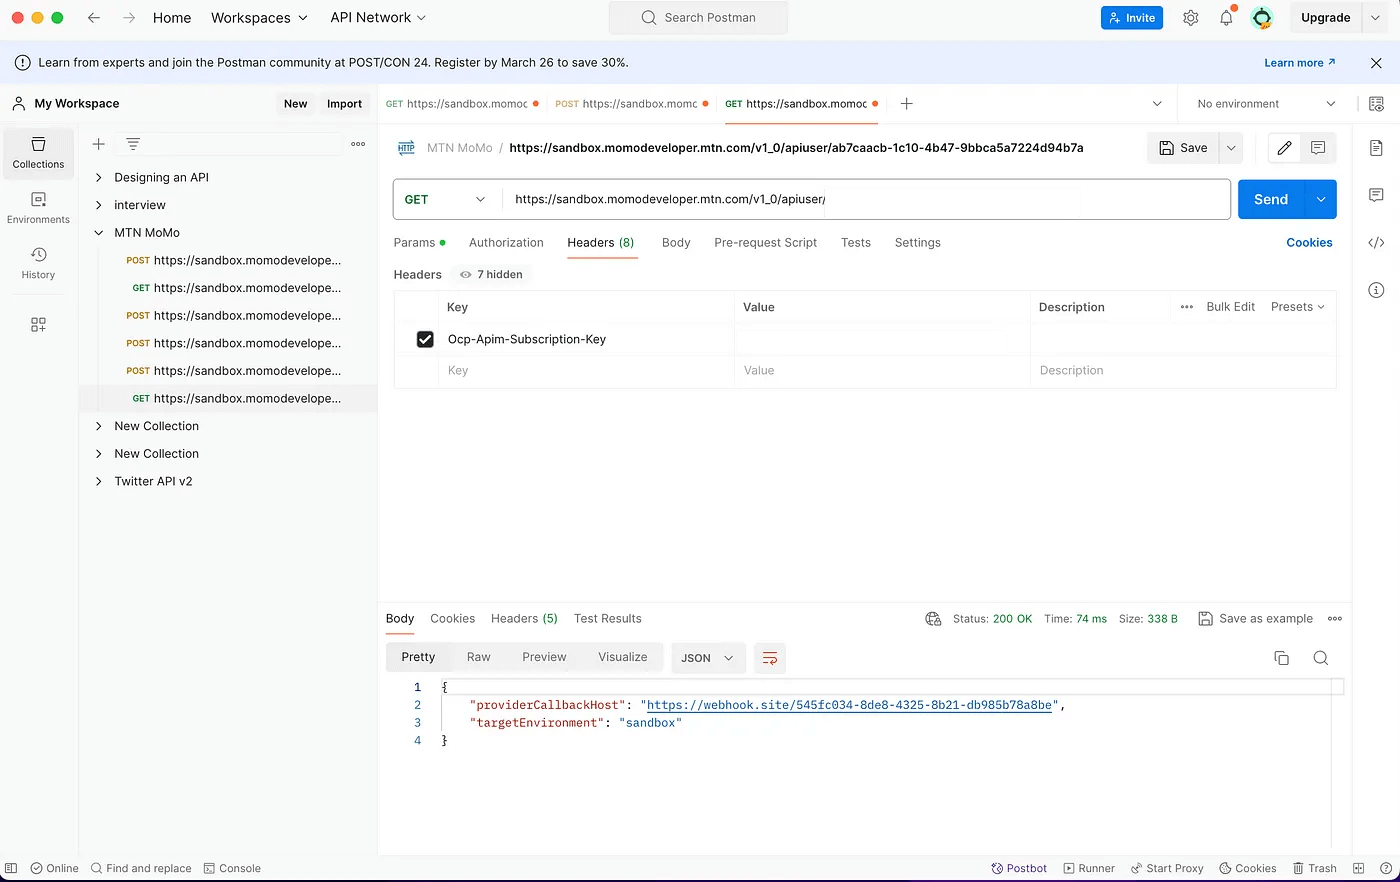 Home Workspaces API Network Search Postman Invite Upgrade
Learn from experts and join the Postman community at POST/CON 24. Register by March 26 to save 30%. Learn more
My Workspace New Import
GET https://sandbox.momoc POST https://sandbox.momc GET https://sandbox.momoc No environment
Collections
Environments
History
Designing an API
interview
MTN MoMo
POST https://sandbox.momodevelope...
GET https://sandbox.momodevelope...
POST https://sandbox.momodevelope...
POST https://sandbox.momodevelope...
POST https://sandbox.momodevelope...
GET https://sandbox.momodevelope...
New Collection
New Collection
Twitter API v2
HTTP MTN MoMo / https://sandbox.momodeveloper.mtn.com/v1_0/apiuser/ab7caacb-1c10-4b47-9bbca5a7224d94b7a Save
GET https://sandbox.momodeveloper.mtn.com/v1_0/apiuser/ Send
Params Authorization Headers (8) Body Pre-request Script Tests Settings Cookies
Headers 7 hidden
Key Value Description Bulk Edit Presets
Ocp-Apim-Subscription-Key
Key Value Description
Body Cookies Headers (5) Test Results Status: 200 OK Time: 74 ms Size: 338 B Save as example
Pretty Raw Preview Visualize JSON
1 {
2 "providerCallbackHost": "https://webhook.site/545fc034-8de8-4325-8b21-db985b78a8be",
3 "targetEnvironment": "sandbox"
4 }
Online Find and replace Console Postbot Runner Start Proxy Cookies Trash